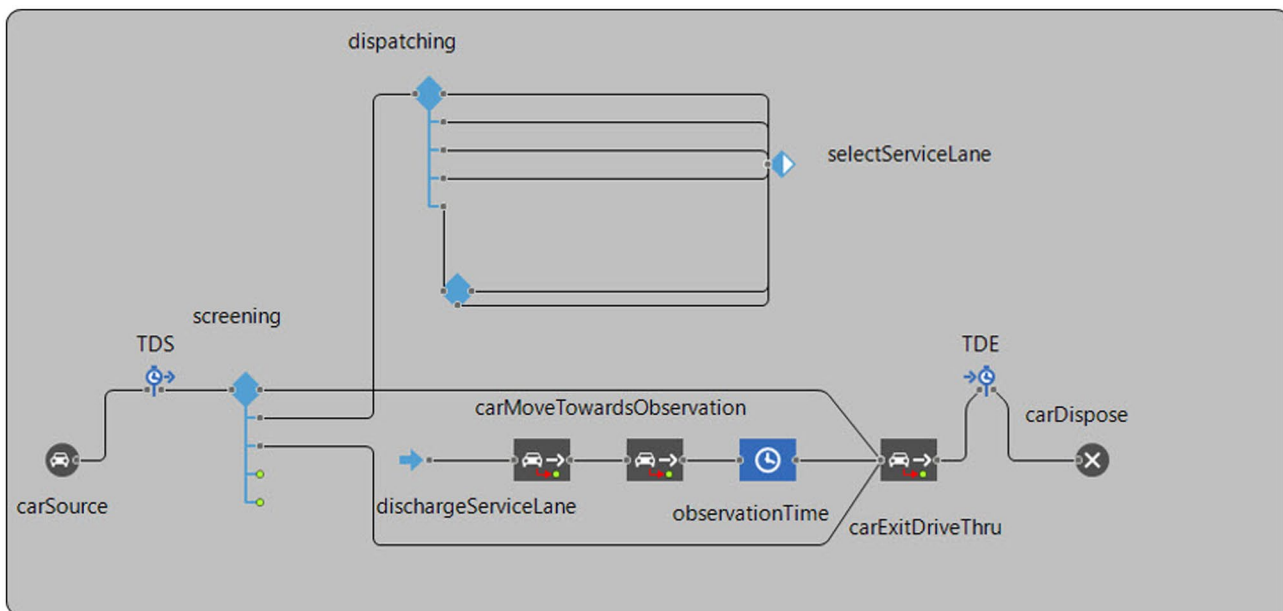 dispatching
selectServiceLane
screening
TDS
TDE
carMoveTowardsObservation
carDispose
carSource
dischargeServiceLane
observationTime
carExitDriveThru